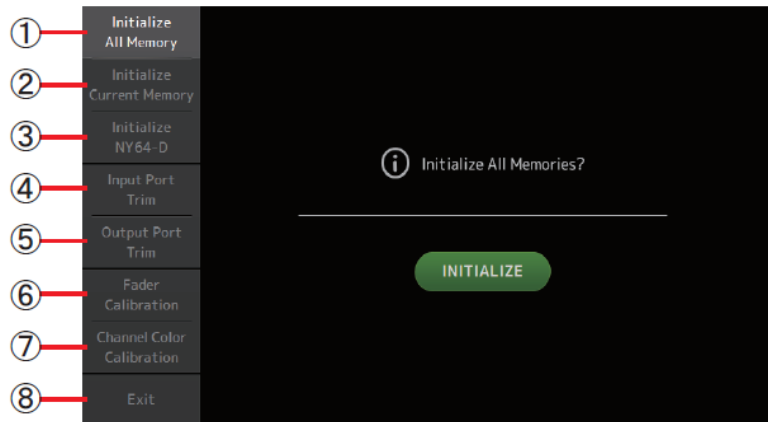 ① Initialize
All Memory
② Initialize
Current Memory
③ Initialize
NY64-D
④ Input Port
Trim
⑤ Output Port
Trim
⑥ Fader
Calibration
⑦ Channel Color
Calibration
⑧ Exit
Initialize All Memories?
INITIALIZE